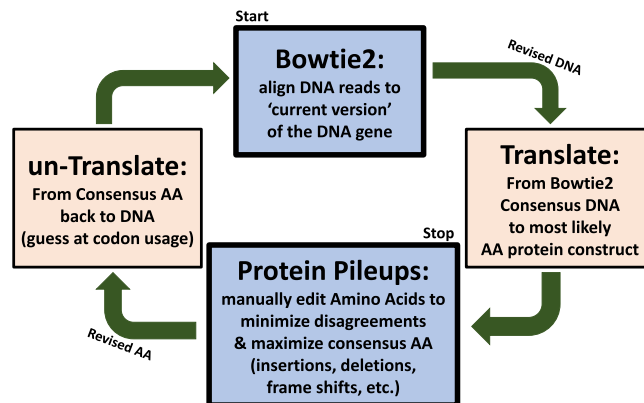 Start
Bowtie2:
align DNA reads to
‘current version’
of the DNA gene
Revised DNA
Translate:
From Bowtie2
Consensus DNA
to most likely
AA protein construct
Stop
Protein Pileups:
manually edit Amino Acids to
minimize disagreements
& maximize consensus AA
(insertions, deletions,
frame shifts, etc.)
Revised AA
un-Translate:
From Consensus AA
back to DNA
(guess at codon usage)